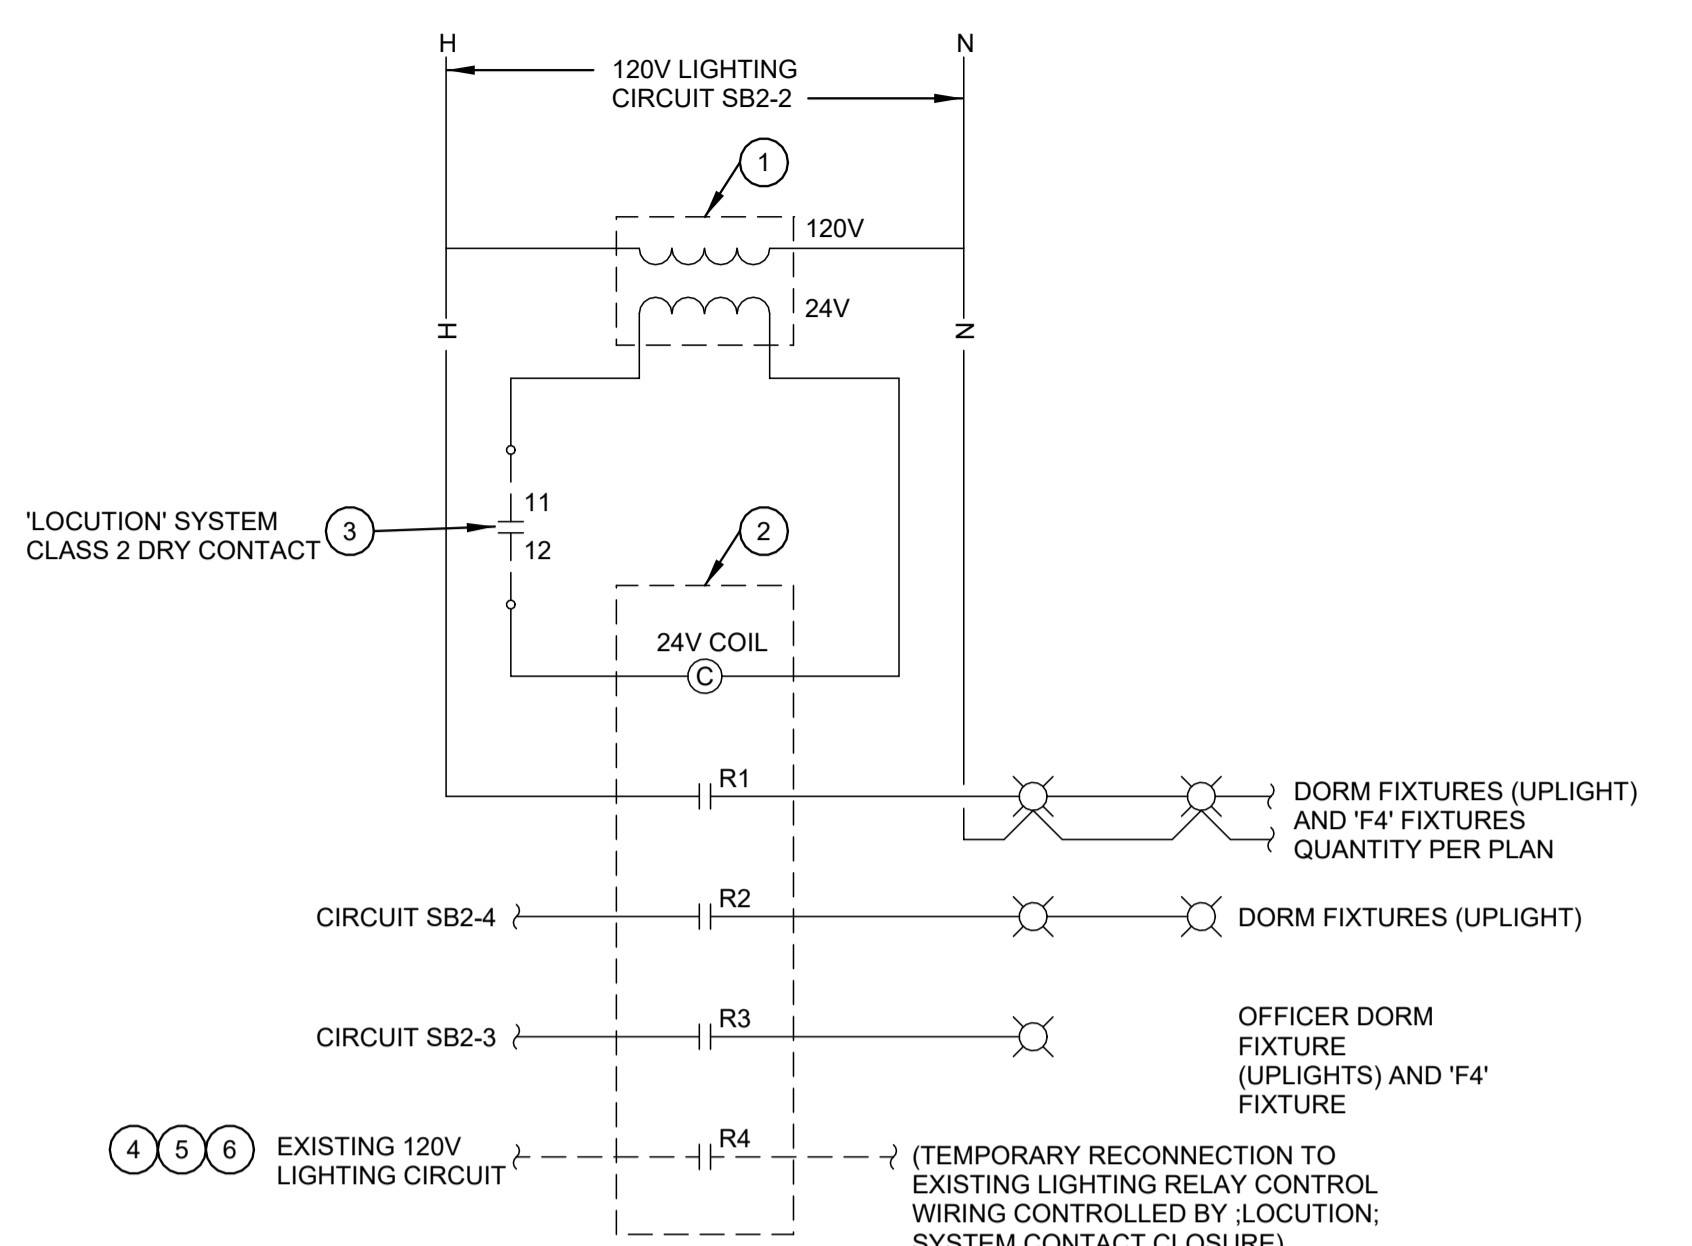 H
N
120V LIGHTING
CIRCUIT SB2-2
1
120V
24V
H
N
'LOCUTION' SYSTEM
CLASS 2 DRY CONTACT
3
11
12
2
24V COIL
C
R1
DORM FIXTURES (UPLIGHT)
AND 'F4' FIXTURES
QUANTITY PER PLAN
CIRCUIT SB2-4
R2
DORM FIXTURES (UPLIGHT)
CIRCUIT SB2-3
R3
OFFICER DORM
FIXTURE
(UPLIGHTS) AND 'F4'
FIXTURE
4 5 6
EXISTING 120V
LIGHTING CIRCUIT
R4
(TEMPORARY RECONNECTION TO
EXISTING LIGHTING RELAY CONTROL
WIRING CONTROLLED BY ;LOCUTION;
SYSTEM CONTACT CLOSURE)